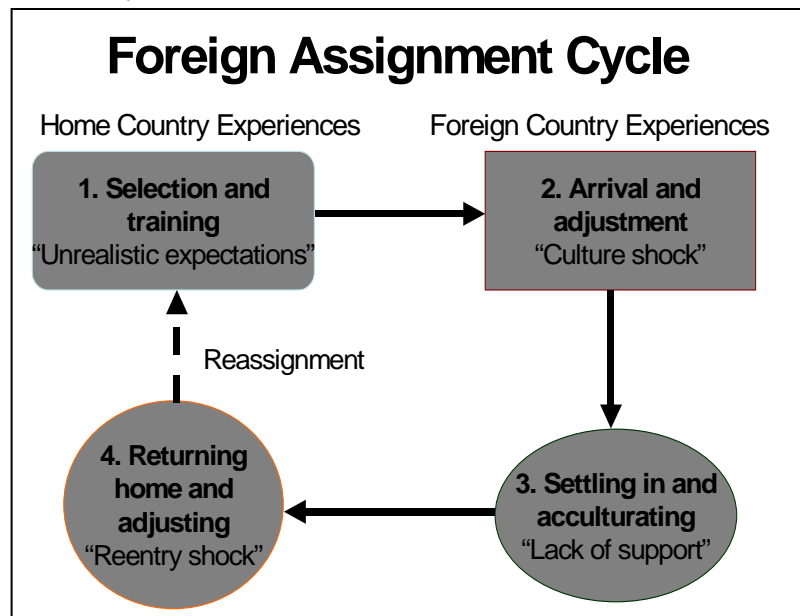 Foreign Assignment Cycle
Home Country Experiences
Foreign Country Experiences
1. Selection and
training
“Unrealistic expectations”
2. Arrival and
adjustment
“Culture shock”
Reassignment
4. Returning
home and
adjusting
“Reentry shock”
3. Settling in and
acculturating
“Lack of support”